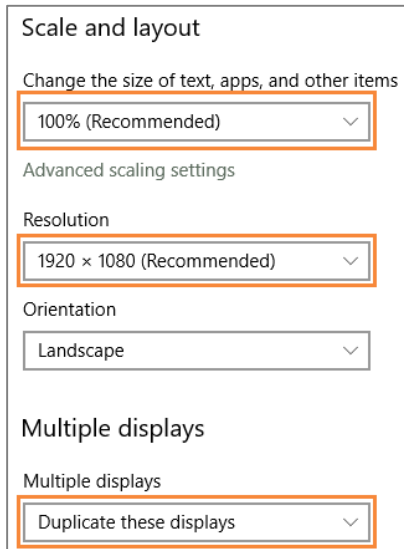 Scale and layout
Change the size of text, apps, and other items
100% (Recommended)
Advanced scaling settings
Resolution
1920 × 1080 (Recommended)
Orientation
Landscape
Multiple displays
Multiple displays
Duplicate these displays